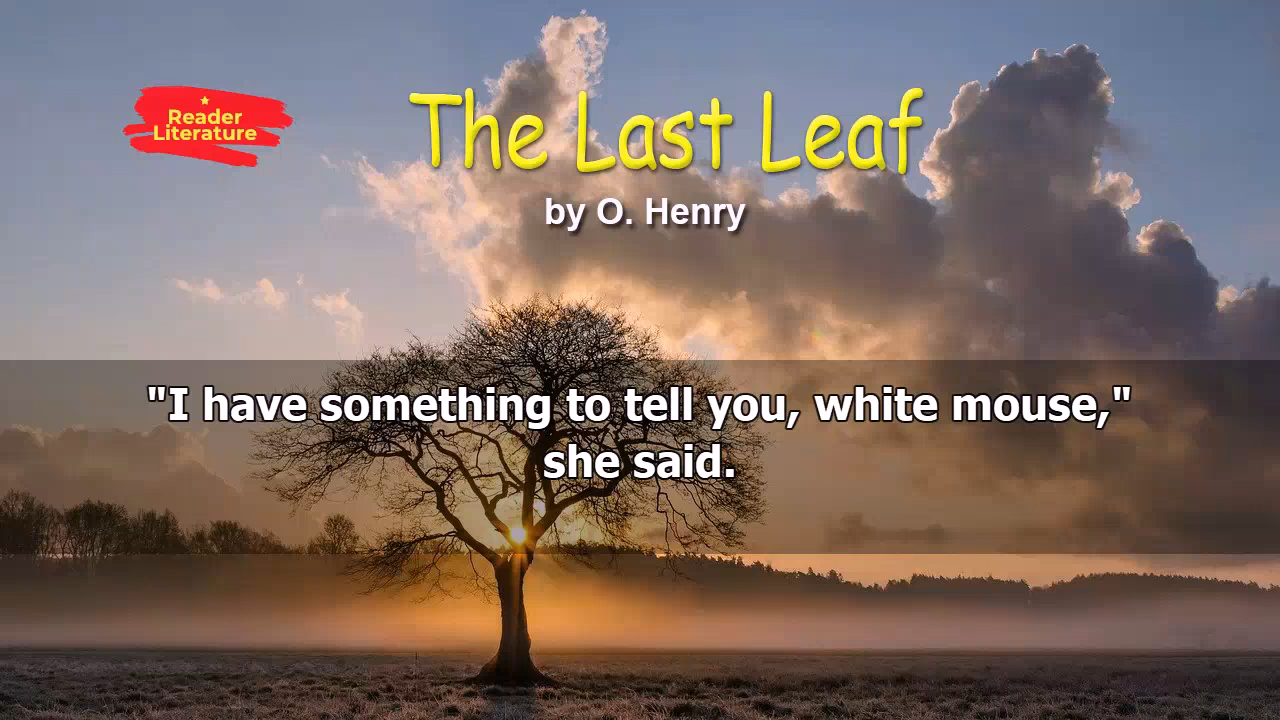 Reader
Literature
The Last Leaf
by O. Henry
"I have something to tell you, white mouse,"
she said.